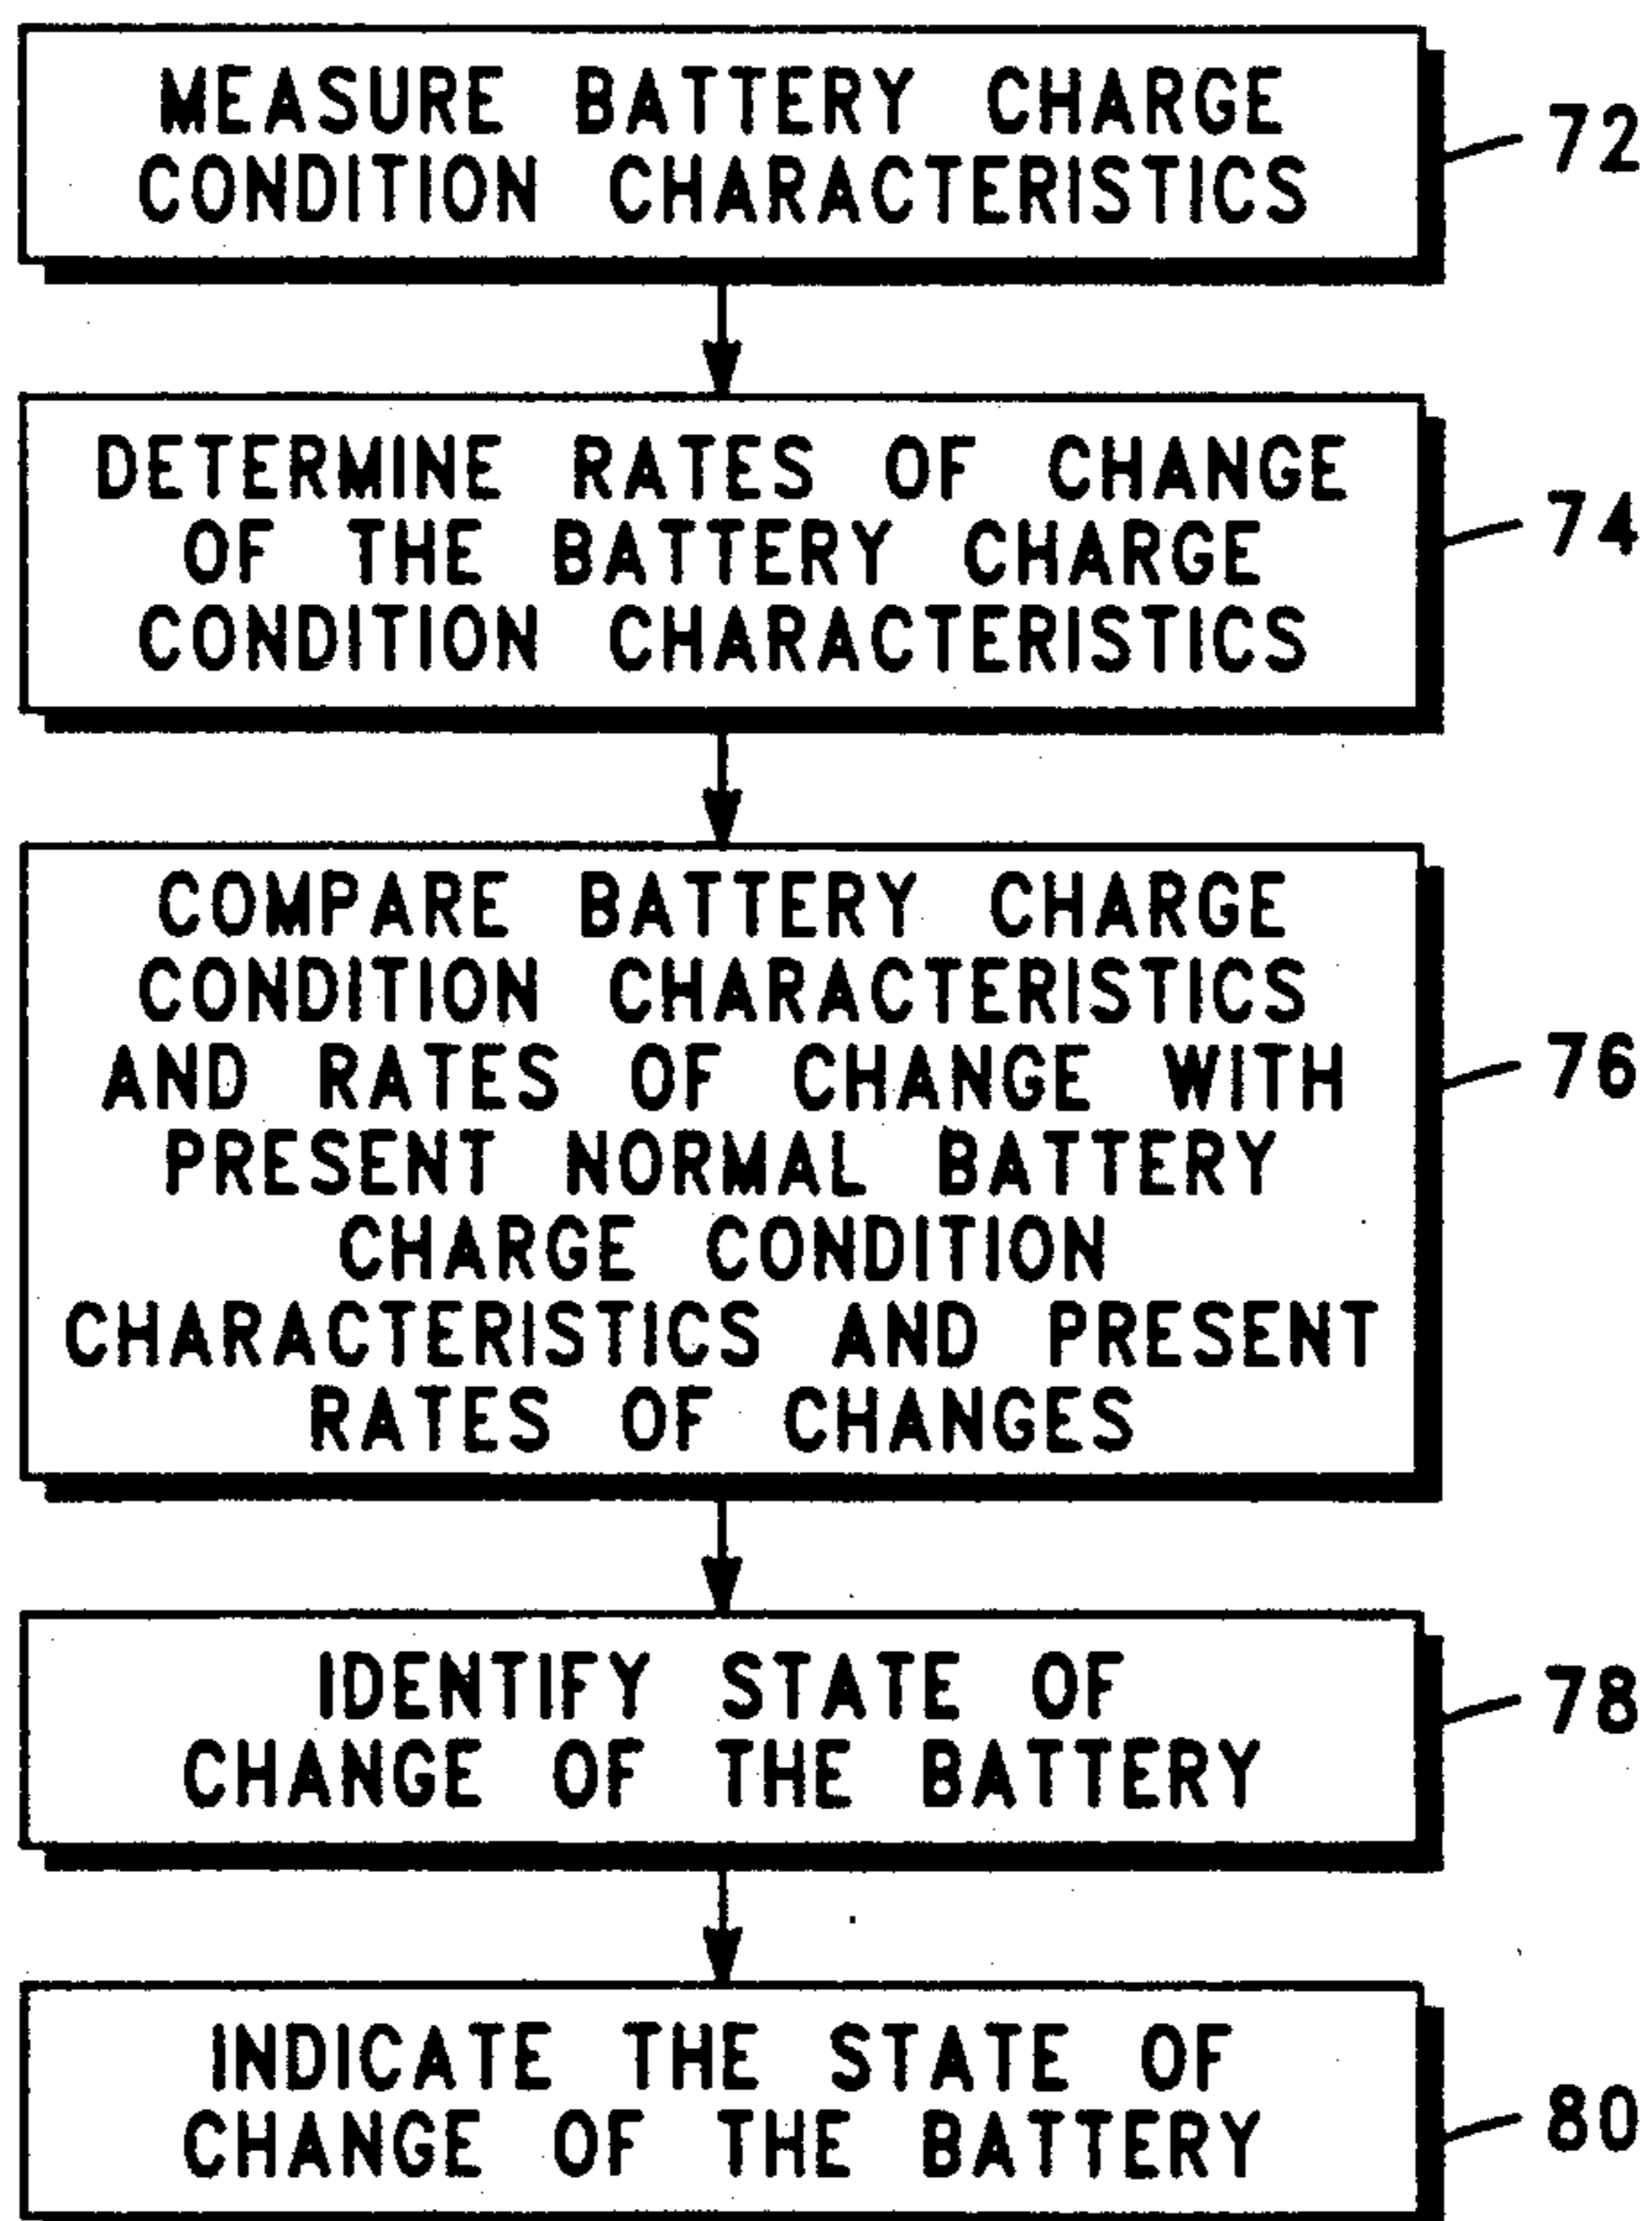 MEASURE BATTERY CHARGE
CONDITION CHARACTERISTICS
72
DETERMINE RATES OF CHANGE
OF THE BATTERY CHARGE
CONDITION CHARACTERISTICS
74
COMPARE BATTERY CHARGE
CONDITION CHARACTERISTICS
AND RATES OF CHANGE WITH
PRESENT NORMAL BATTERY
CHARGE CONDITION
CHARACTERISTICS AND PRESENT
RATES OF CHANGES
76
IDENTIFY STATE OF
CHANGE OF THE BATTERY
78
INDICATE THE STATE OF
CHANGE OF THE BATTERY
80